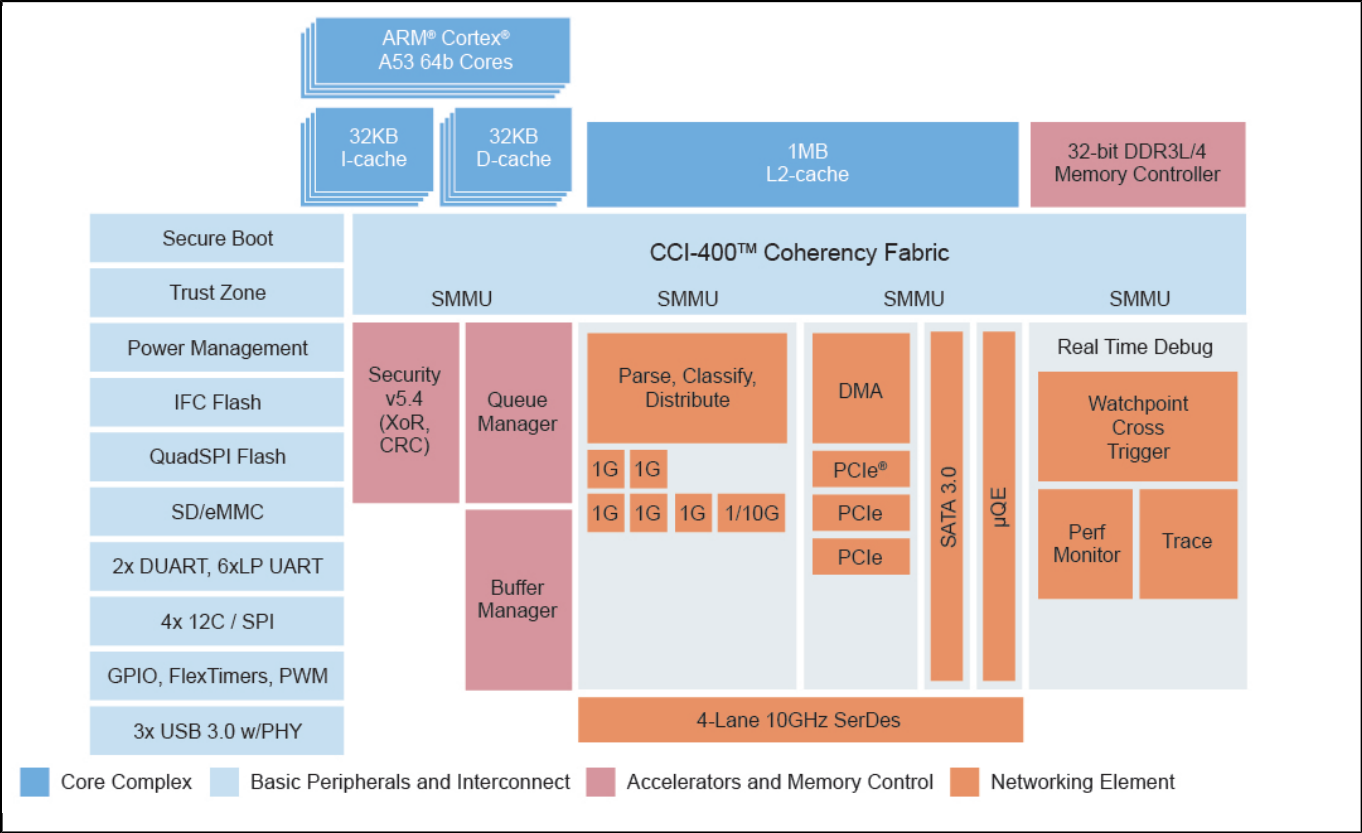 ARM® Cortex®
A53 64b Cores
32KB
I-cache
32KB
D-cache
1MB
L2-cache
32-bit DDR3L/4
Memory Controller
Secure Boot
Trust Zone
Power Management
IFC Flash
QuadSPI Flash
SD/eMMC
2x DUART, 6xLP UART
4x 12C / SPI
GPIO, FlexTimers, PWM
3x USB 3.0 w/PHY
CCI-400™ Coherency Fabric
SMMU
SMMU
SMMU
SMMU
Security
v5.4
(XoR,
CRC)
Queue
Manager
Buffer
Manager
Parse, Classify,
Distribute
1G 1G
1G 1G 1G 1/10G
DMA
PCIe®
PCIe
PCIe
SATA 3.0
µQE
Real Time Debug
Watchpoint
Cross
Trigger
Perf
Monitor
Trace
4-Lane 10GHz SerDes
Core Complex
Basic Peripherals and Interconnect
Accelerators and Memory Control
Networking Element